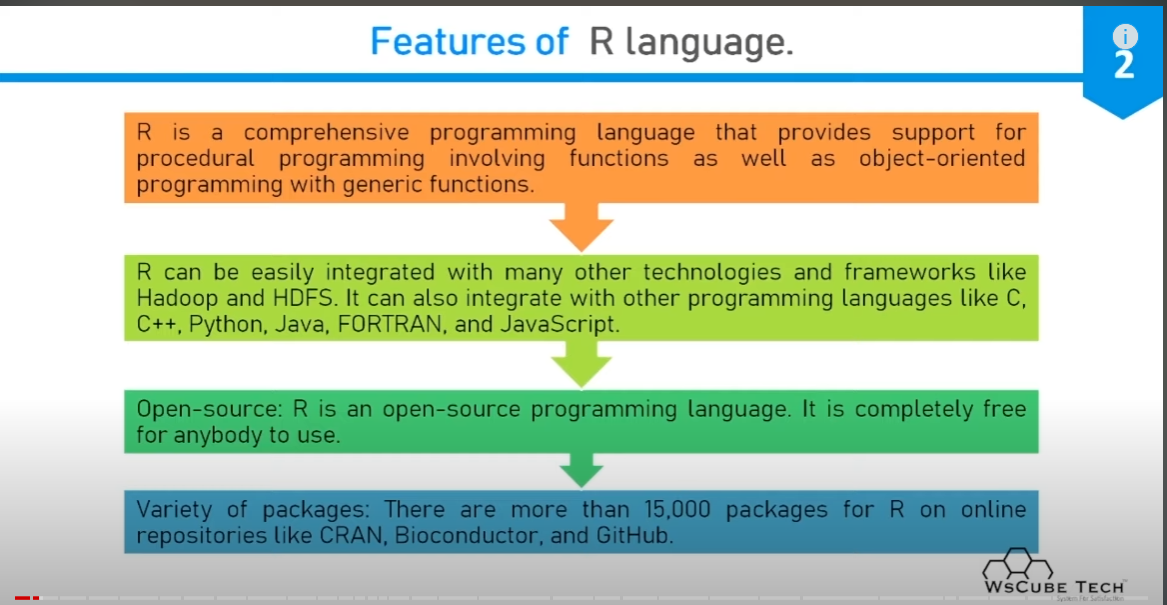 Features of R language.
i
2
R is a comprehensive programming language that provides support for
procedural programming involving functions as well as object-oriented
programming with generic functions.
R can be easily integrated with many other technologies and frameworks like
Hadoop and HDFS. It can also integrate with other programming languages like C,
C++, Python, Java, FORTRAN, and JavaScript.
Open-source: R is an open-source programming language. It is completely free
for anybody to use.
Variety of packages: There are more than 15,000 packages for R on online
repositories like CRAN, Bioconductor, and GitHub.
WSCUBE TECH